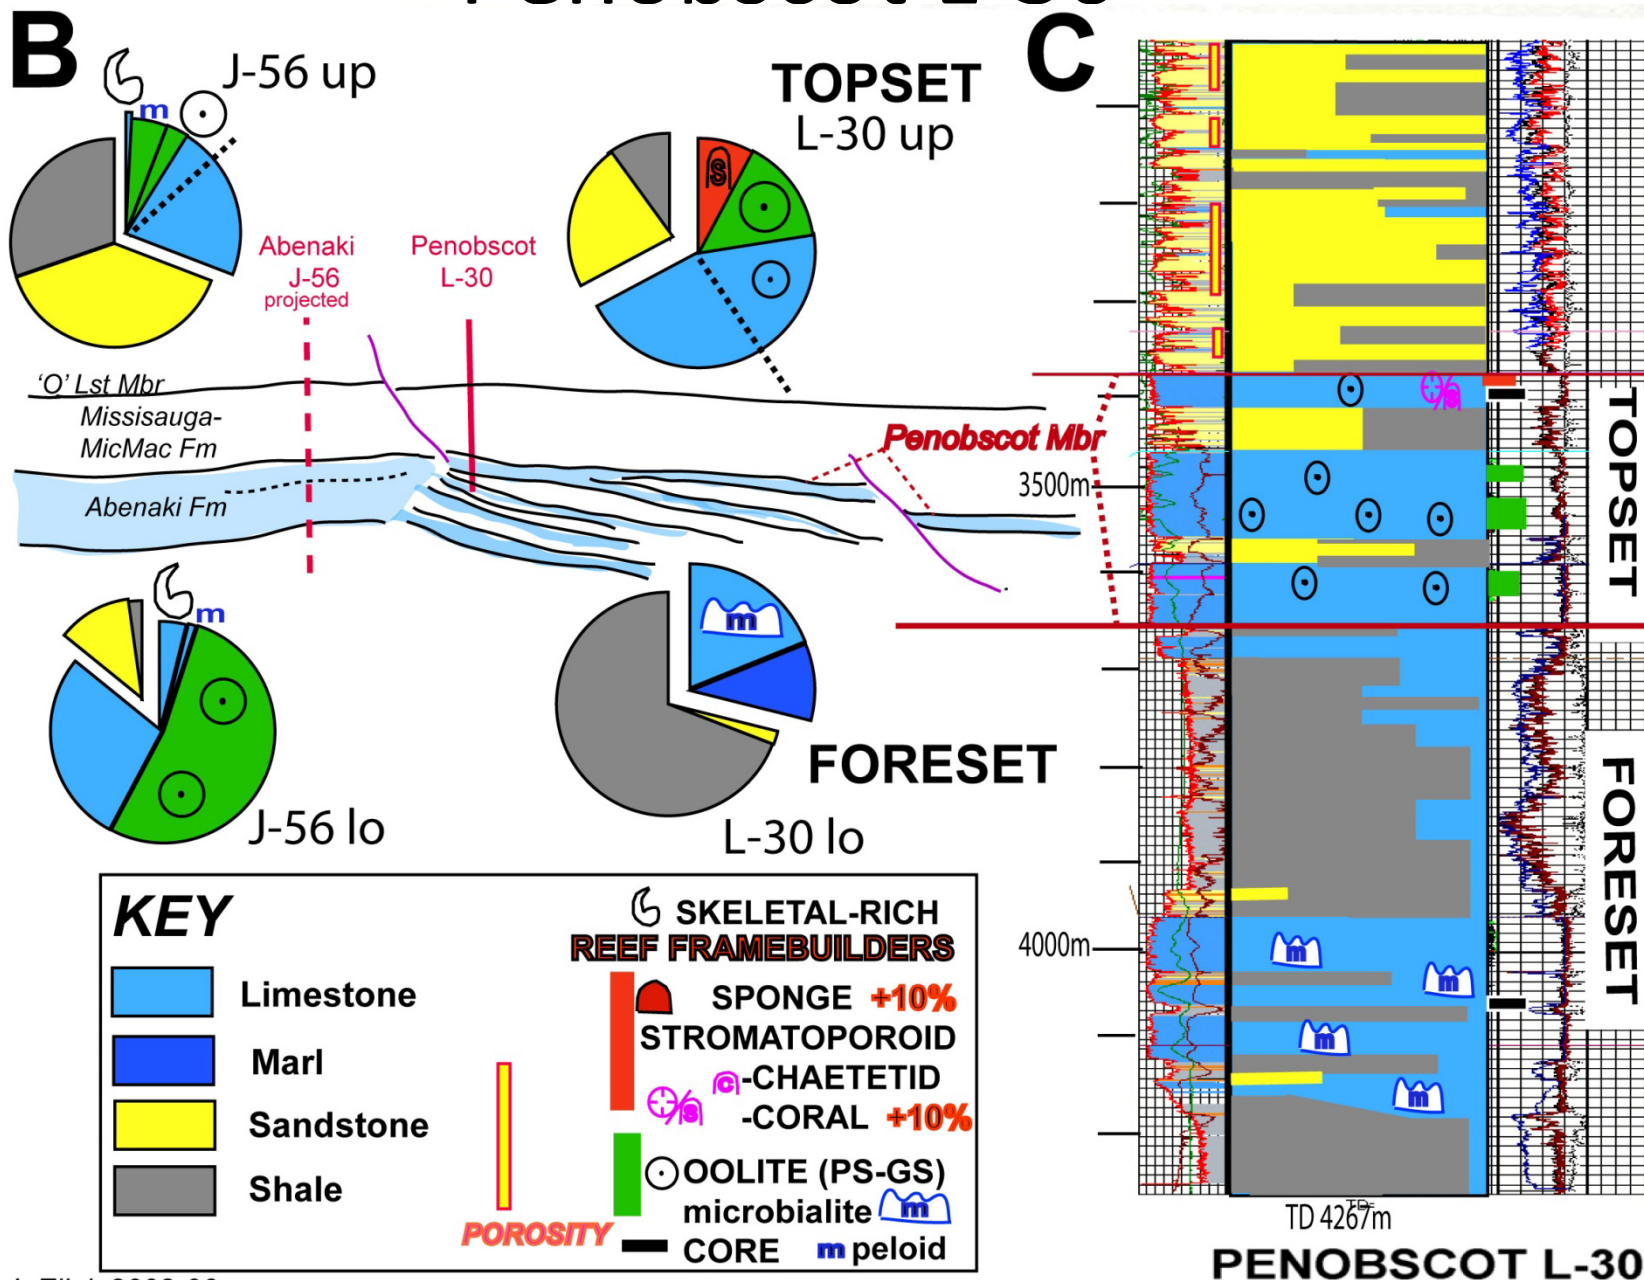 Penobscot L-30
B
J-56 up
m
TOPSET
L-30 up
S
Abenaki
J-56
projected
Penobscot
L-30
'O' Lst Mbr
Missisauga-
MicMac Fm
Abenaki Fm
Penobscot Mbr
m
J-56 lo
m
FORESET
L-30 lo
KEY
Limestone
Marl
Sandstone
Shale
POROSITY
SKELETAL-RICH
REEF FRAMEBUILDERS
SPONGE +10%
STROMATOPOROID
c -CHAETETID
s -CORAL +10%
OOLITE (PS-GS)
microbialite m
CORE m peloid
C
3500m
4000m
s
m
m
m
m
TOPSET
FORESET
TD 4267m
PENOBSCOT L-30